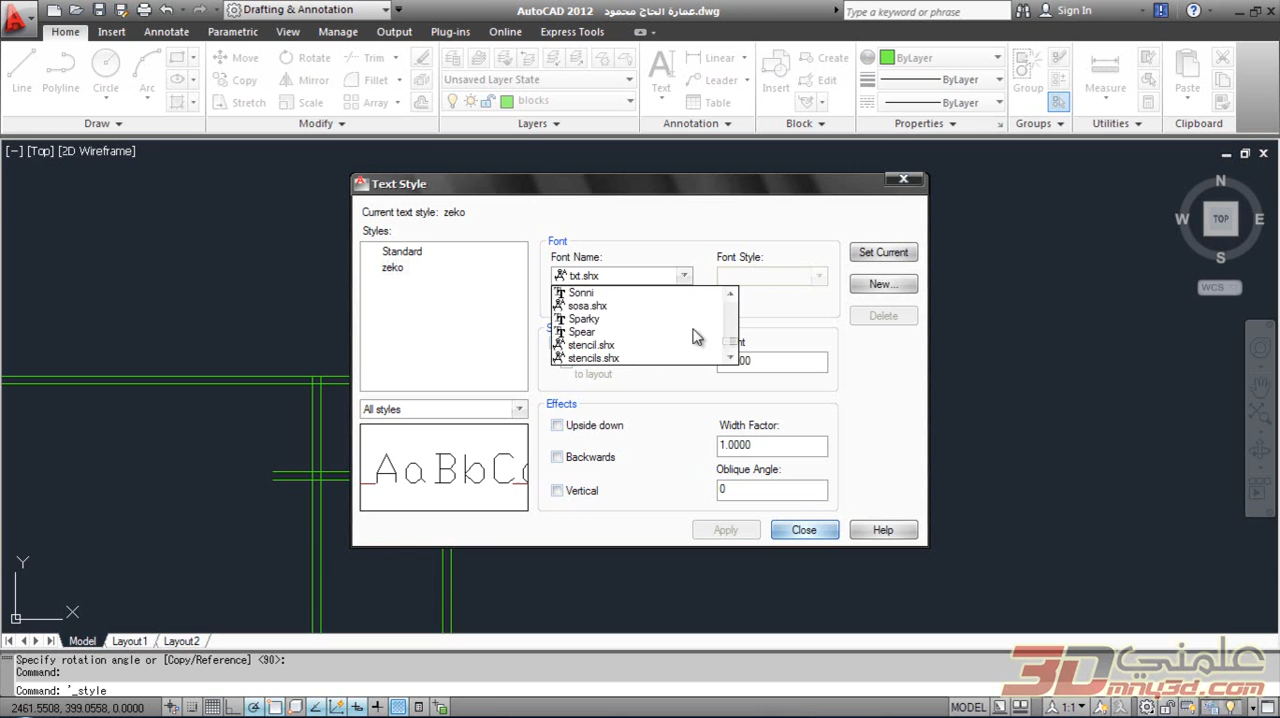 Drafting & Annotation
AutoCAD 2012 عمارة الحاج محمود.dwg
Type a keyword or phrase
Sign In
Home Insert Annotate Parametric View Manage Output Plug-ins Online Express Tools
Line Polyline Circle Arc
Move Rotate Trim
Copy Mirror Fillet
Stretch Scale Array
Unsaved Layer State
blocks
Text
Linear
Leader
Table
Insert
Create
Edit
ByLayer
ByLayer
ByLayer
Group
Measure
Paste
Draw Modify Layers Annotation Block Properties Groups Utilities Clipboard
[–] [Top] [2D Wireframe]
N
W TOP E
S
WCS
Text Style
Current text style: zeko
Styles:
Standard
zeko
All styles
AaBbC
Font
Font Name:
txt.shx
Font Style:
Sonni
sosa.shx
Sparky
Spear
stencil.shx
stencils.shx
to layout
Effects
Upside down
Backwards
Vertical
Width Factor:
1.0000
Oblique Angle:
0
Set Current
New...
Delete
Apply Close Help
Y
X
Model Layout1 Layout2
Specify rotation angle or [Copy/Reference] <90>:
Command:
Command: '_style
2461.5508, 399.0558, 0.0000
MODEL
1:1
3D علمني
mny3d.com